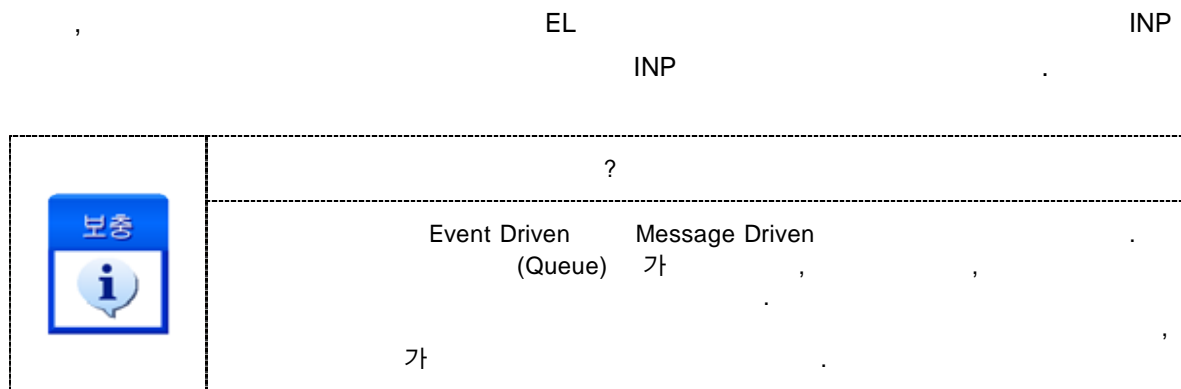 , EL INP
INP .
?
보충
Event Driven Message Driven .
(Queue) 가 , ,
.
,
가 .